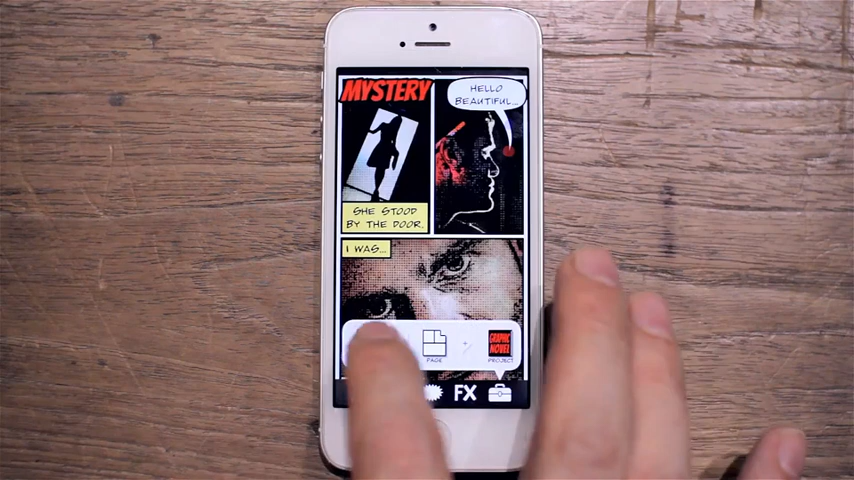 MYSTERY
HELLO
BEAUTIFUL...
SHE STOOD
BY THE DOOR.
I WAS...
PAGE
GRAPHIC
NOVEL
PROJECT
FX